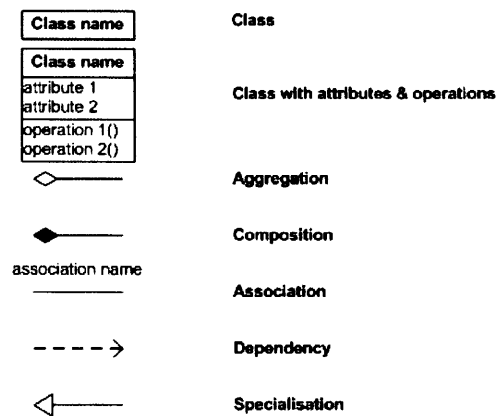 Class name
Class
Class name
attribute 1
attribute 2
operation 1()
operation 2()
Class with attributes & operations
Aggregation
Composition
association name
Association
Dependency
Specialisation